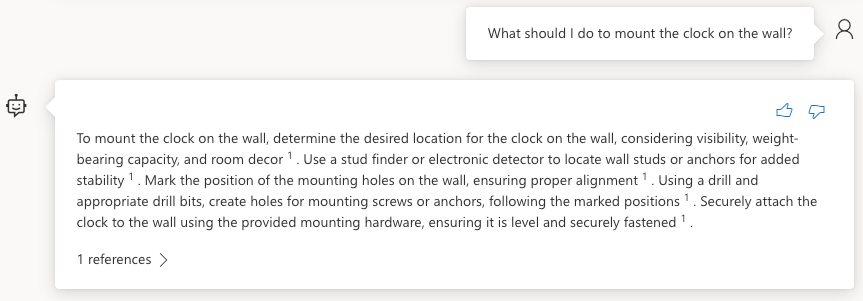 What should I do to mount the clock on the wall?
To mount the clock on the wall, determine the desired location for the clock on the wall, considering visibility, weight-
bearing capacity, and room decor 1 . Use a stud finder or electronic detector to locate wall studs or anchors for added
stability 1 . Mark the position of the mounting holes on the wall, ensuring proper alignment 1 . Using a drill and
appropriate drill bits, create holes for mounting screws or anchors, following the marked positions 1 . Securely attach the
clock to the wall using the provided mounting hardware, ensuring it is level and securely fastened 1 .
1 references